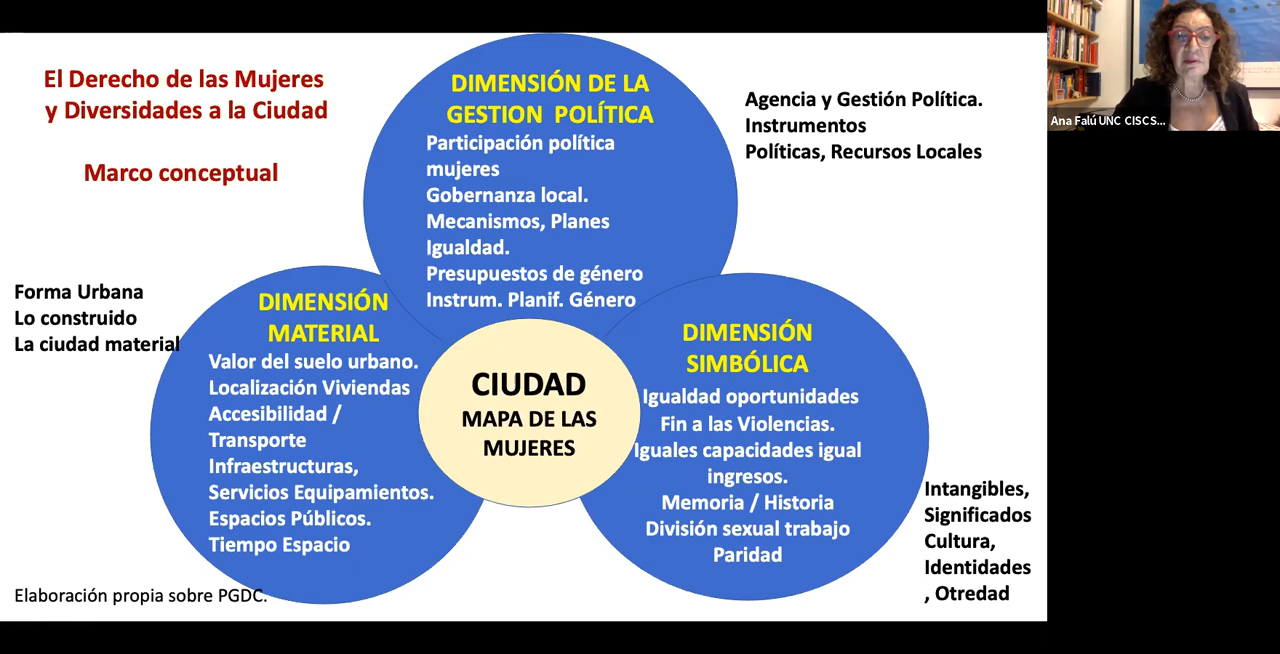 El Derecho de las Mujeres
y Diversidades a la Ciudad
Marco conceptual
DIMENSIÓN DE LA
GESTION POLÍTICA
Participación política
mujeres
Gobernanza local.
Mecanismos, Planes
Igualdad.
Presupuestos de género
Instrum. Planif. Género
Agencia y Gestión Política.
Instrumentos
Políticas, Recursos Locales
Ana Falú UNC CISCS...
Forma Urbana
Lo construido
La ciudad material
DIMENSIÓN
MATERIAL
Valor del suelo urbano.
Localización Viviendas
Accesibilidad /
Transporte
Infraestructuras,
Servicios Equipamientos.
Espacios Públicos.
Tiempo Espacio
CIUDAD
MAPA DE LAS
MUJERES
DIMENSIÓN
SIMBÓLICA
Igualdad oportunidades
Fin a las Violencias.
Iguales capacidades igual
ingresos.
Memoria / Historia
División sexual trabajo
Paridad
Intangibles,
Significados
Cultura,
Identidades
, Otredad
Elaboración propia sobre PGDC.